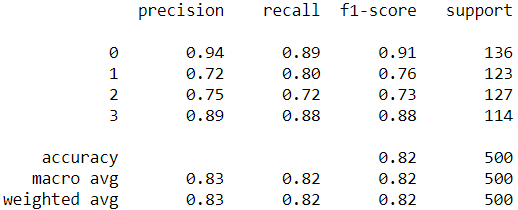 precision recall f1-score support
0 0.94 0.89 0.91 136
1 0.72 0.80 0.76 123
2 0.75 0.72 0.73 127
3 0.89 0.88 0.88 114
accuracy 0.82 500
macro avg 0.83 0.82 0.82 500
weighted avg 0.83 0.82 0.82 500